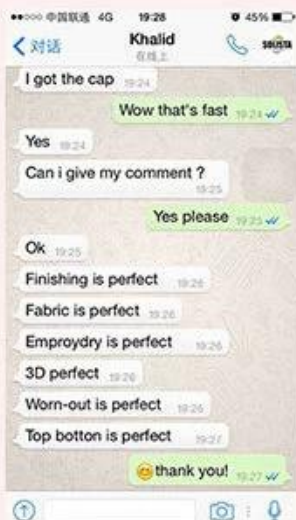 中国联通 4G 19:28 45%
对话 Khalid SOLISTA
在线上
I got the cap 19:24
Wow that's fast 19:24
Yes 19:24
Can i give my comment ?
19:25
Yes please 19:25
Ok 19:25
Finishing is perfect 19:26
Fabric is perfect 19:26
Emproydry is perfect 19:26
3D perfect 19:26
Worn-out is perfect 19:26
Top botton is perfect 19:27
😊thank you! 19:27